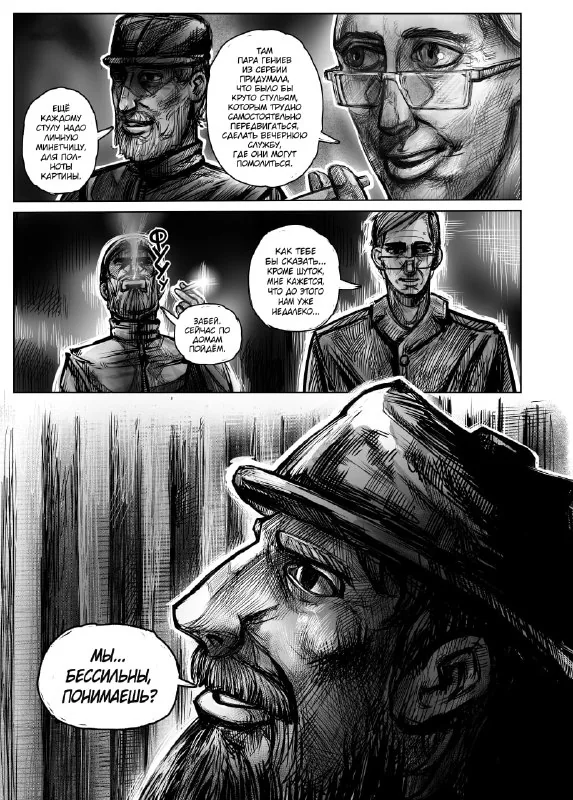 ТАМ
ПАРА ГЕНИЕВ
ИЗ СЕРБИИ
ПРИДУМАЛА,
ЧТО БЫЛО БЫ
КРУТО СТУЛЬЯМ,
КОТОРЫМ ТРУДНО
САМОСТОЯТЕЛЬНО
ПЕРЕДВИГАТЬСЯ,
СДЕЛАТЬ ВЕЧЕРНЮЮ
СЛУЖБУ,
ГДЕ ОНИ МОГУТ
ПОМОЛИТЬСЯ.
ЕЩЁ
КАЖДОМУ
СТУЛУ НАДО
ЛИЧНУЮ
МИНЕТЧИЦУ,
ДЛЯ ПОЛ-
НОТЫ
КАРТИНЫ.
КАК ТЕБЕ
БЫ СКАЗАТЬ...
КРОМЕ ШУТОК,
МНЕ КАЖЕТСЯ,
ЧТО ДО ЭТОГО
НАМ УЖЕ
НЕДАЛЕКО...
ЗАБЕЙ.
СЕЙЧАС ПО
ДОМАМ
ПОЙДЁМ.
МЫ...
БЕССИЛЬНЫ,
ПОНИМАЕШЬ?